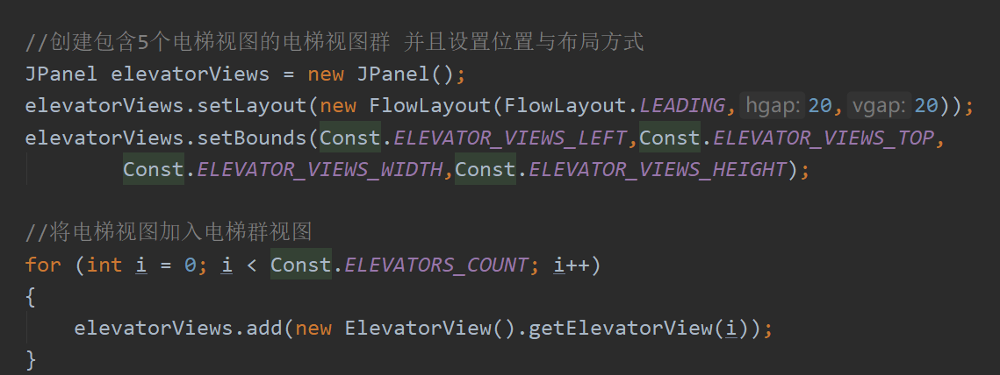 //创建包含5个电梯视图的电梯视图群 并且设置位置与布局方式
JPanel elevatorViews = new JPanel();
elevatorViews.setLayout(new FlowLayout(FlowLayout.LEADING, hgap: 20, vgap: 20));
elevatorViews.setBounds(Const.ELEVATOR_VIEWS_LEFT,Const.ELEVATOR_VIEWS_TOP,
Const.ELEVATOR_VIEWS_WIDTH,Const.ELEVATOR_VIEWS_HEIGHT);
//将电梯视图加入电梯群视图
for (int i = 0; i < Const.ELEVATORS_COUNT; i++)
{
elevatorViews.add(new ElevatorView().getElevatorView(i));
}